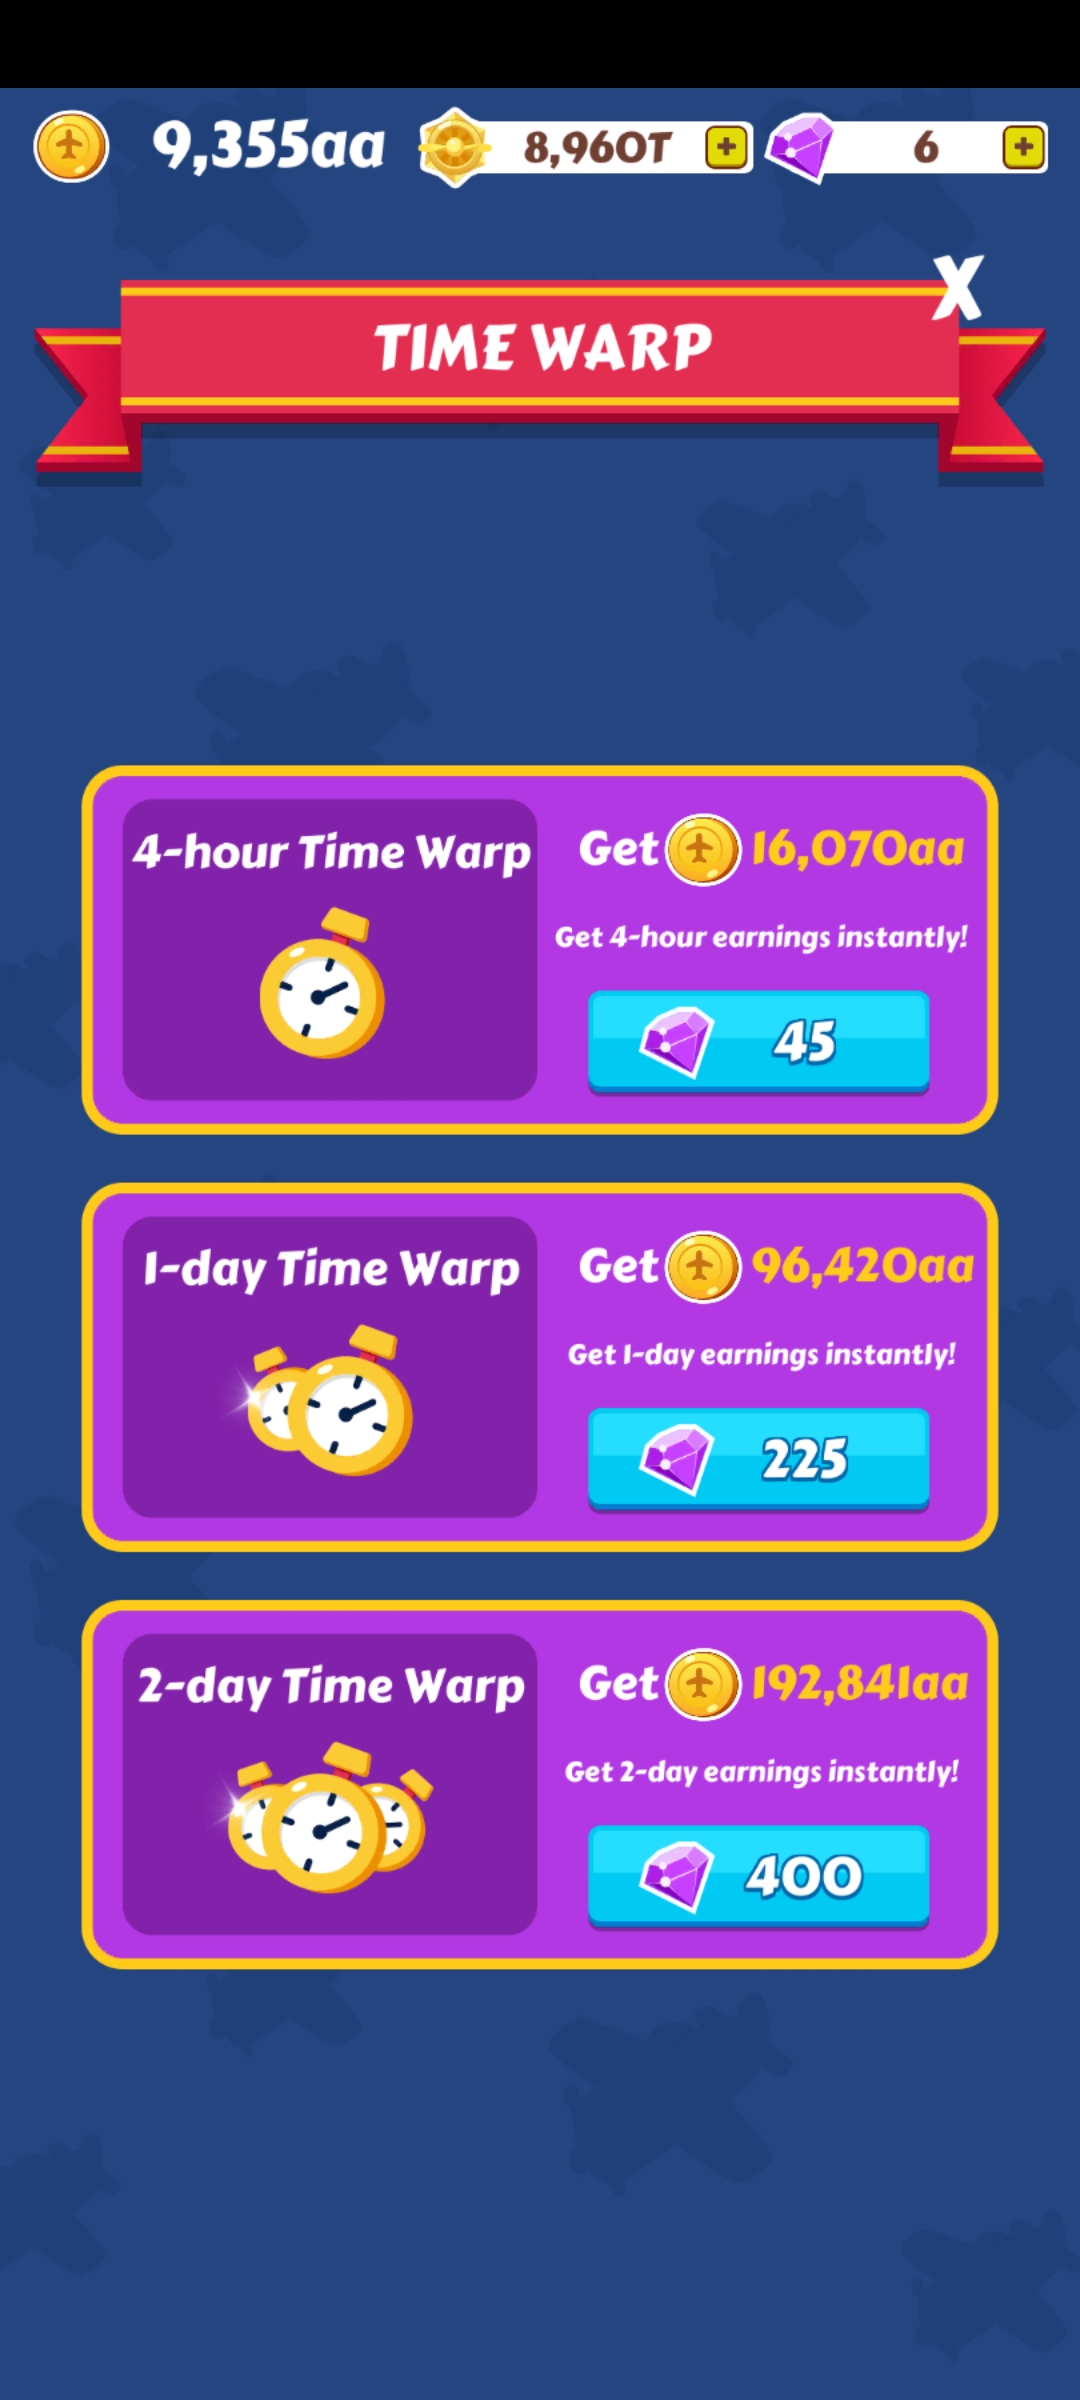 9,355aa 8,960T + 6 +
X
TIME WARP
4-hour Time Warp
Get 16,070aa
Get 4-hour earnings instantly!
45
1-day Time Warp
Get 96,420aa
Get 1-day earnings instantly!
225
2-day Time Warp
Get 192,841aa
Get 2-day earnings instantly!
400